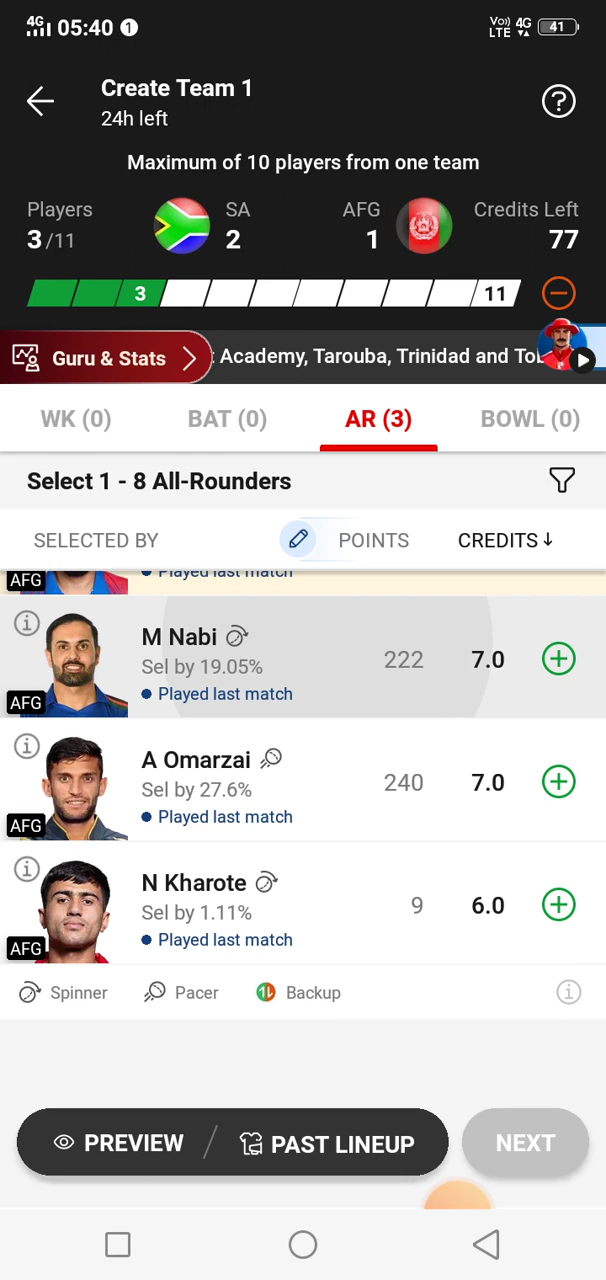 4G 05:40 1 Vo) LTE 4G 41
Create Team 1
24h left
Maximum of 10 players from one team
Players SA AFG Credits Left
3/11 2 1 77
3 11
Guru & Stats : Academy, Tarouba, Trinidad and
WK (0) BAT (0) AR (3) BOWL (0)
Select 1 - 8 All-Rounders
SELECTED BY POINTS CREDITS↓
AFG Played last match
M Nabi
Sel by 19.05% 222 7.0
AFG Played last match
A Omarzai
Sel by 27.6% 240 7.0
AFG Played last match
N Kharote
Sel by 1.11% 9 6.0
AFG Played last match
Spinner Pacer Backup
PREVIEW / PAST LINEUP NEXT